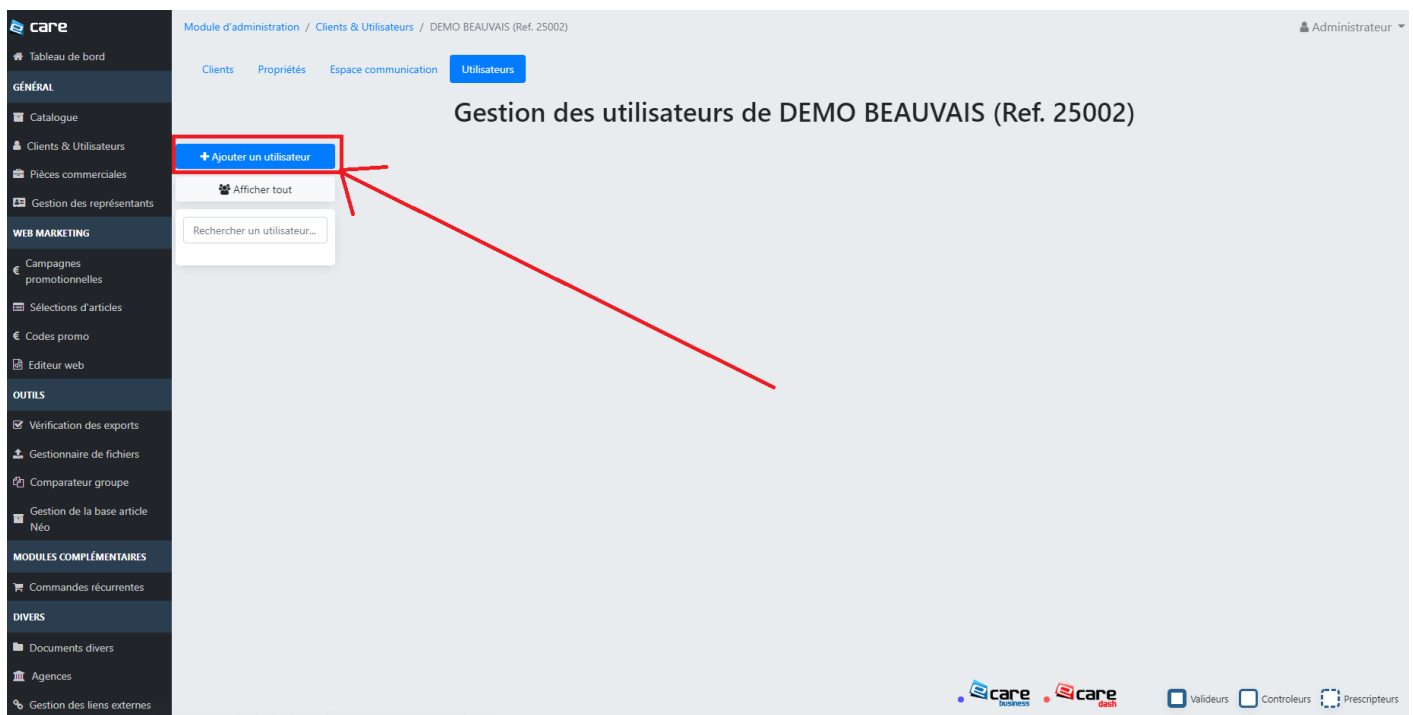 care
Module d'administration / Clients & Utilisateurs / DEMO BEAUVAIS (Ref. 25002)
Administrateur
Tableau de bord
Clients Propriétés Espace communication Utilisateurs
GÉNÉRAL
Gestion des utilisateurs de DEMO BEAUVAIS (Ref. 25002)
Catalogue
Clients & Utilisateurs
Pièces commerciales
Gestion des représentants
+ Ajouter un utilisateur
Afficher tout
Rechercher un utilisateur...
WEB MARKETING
€ Campagnes
promotionnelles
Sélections d'articles
€ Codes promo
Editeur web
OUTILS
Vérification des exports
Gestionnaire de fichiers
Comparateur groupe
Gestion de la base article
Néo
MODULES COMPLÉMENTAIRES
Commandes récurrentes
DIVERS
Documents divers
Agences
Gestion des liens externes
care
business
care
dash
Valideurs Controleurs Prescripteurs